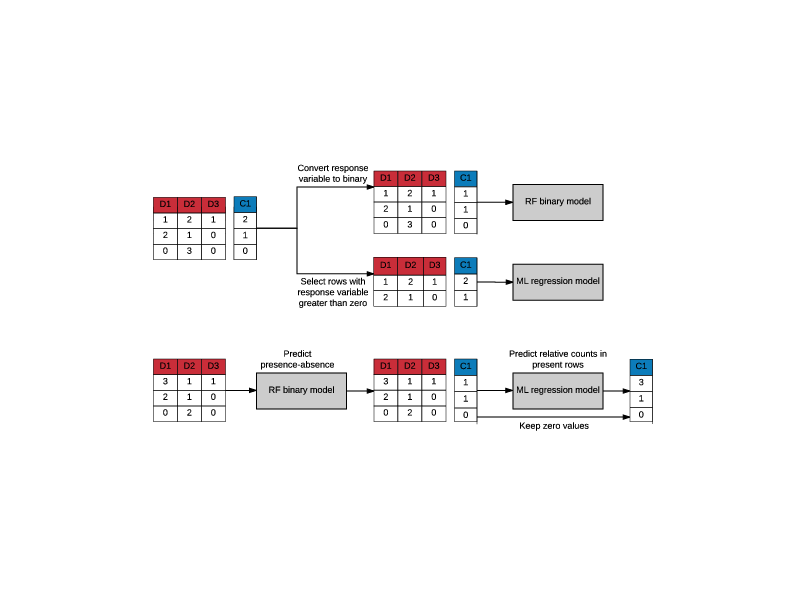 Convert response
variable to binary
D1 D2 D3 C1
1 2 1 2
2 1 0 1
0 3 0 0
D1 D2 D3 C1
1 2 1 1
2 1 0 1
0 3 0 0
RF binary model
D1 D2 D3 C1
1 2 1 2
2 1 0 1
ML regression model
Select rows with
response variable
greater than zero
Predict
presence-absence
D1 D2 D3
3 1 1
2 1 0
0 2 0
RF binary model
D1 D2 D3 C1
3 1 1 1
2 1 0 1
0 2 0 0
Predict relative counts in
present rows
ML regression model
Keep zero values
C1
3
1
0